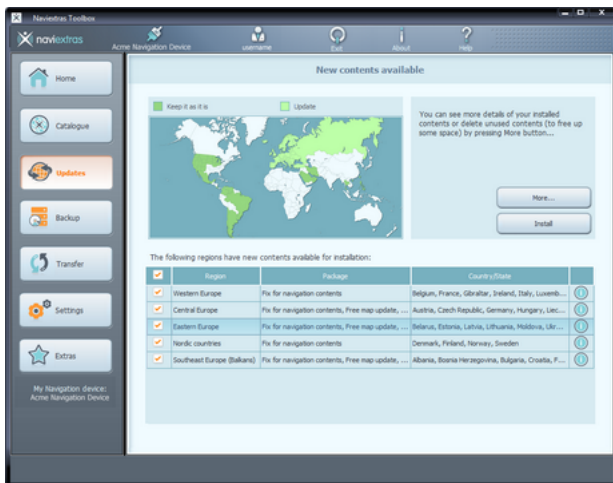 Naviextras Toolbox
naviextras
Acme Navigation Device
username
Exit
About
Help
Home
Catalogue
Updates
Backup
Transfer
Settings
Extras
My Navigation device:
Acme Navigation Device
New contents available
Keep it as it is
Update
You can see more details of your installed
contents or delete unused contents (to free up
some space) by pressing More button...
More...
Install
The following regions have new contents available for installation:
Region Package Country/State
Western Europe Fix for navigation contents Belgium, France, Gibraltar, Ireland, Italy, Luxemb...
Central Europe Fix for navigation contents, Free map update, ... Austria, Czech Republic, Germany, Hungary, Liec...
Eastern Europe Fix for navigation contents, Free map update, ... Belarus, Estonia, Latvia, Lithuania, Moldova, Ukr...
Nordic countries Fix for navigation contents Denmark, Finland, Norway, Sweden
Southeast Europe (Balkans) Fix for navigation contents, Free map update, ... Albania, Bosnia Herzegovina, Bulgaria, Croatia, F...